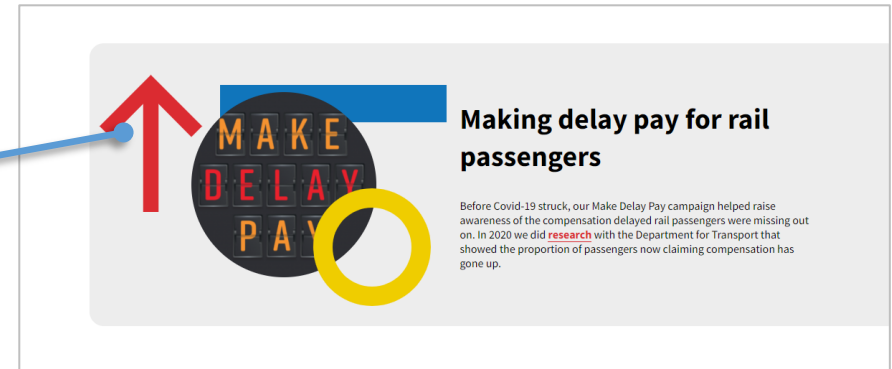 MAKE
DELAY
PAY
Making delay pay for rail
passengers
Before Covid-19 struck, our Make Delay Pay campaign helped raise
awareness of the compensation delayed rail passengers were missing out
on. In 2020 we did research with the Department for Transport that
showed the proportion of passengers now claiming compensation has
gone up.